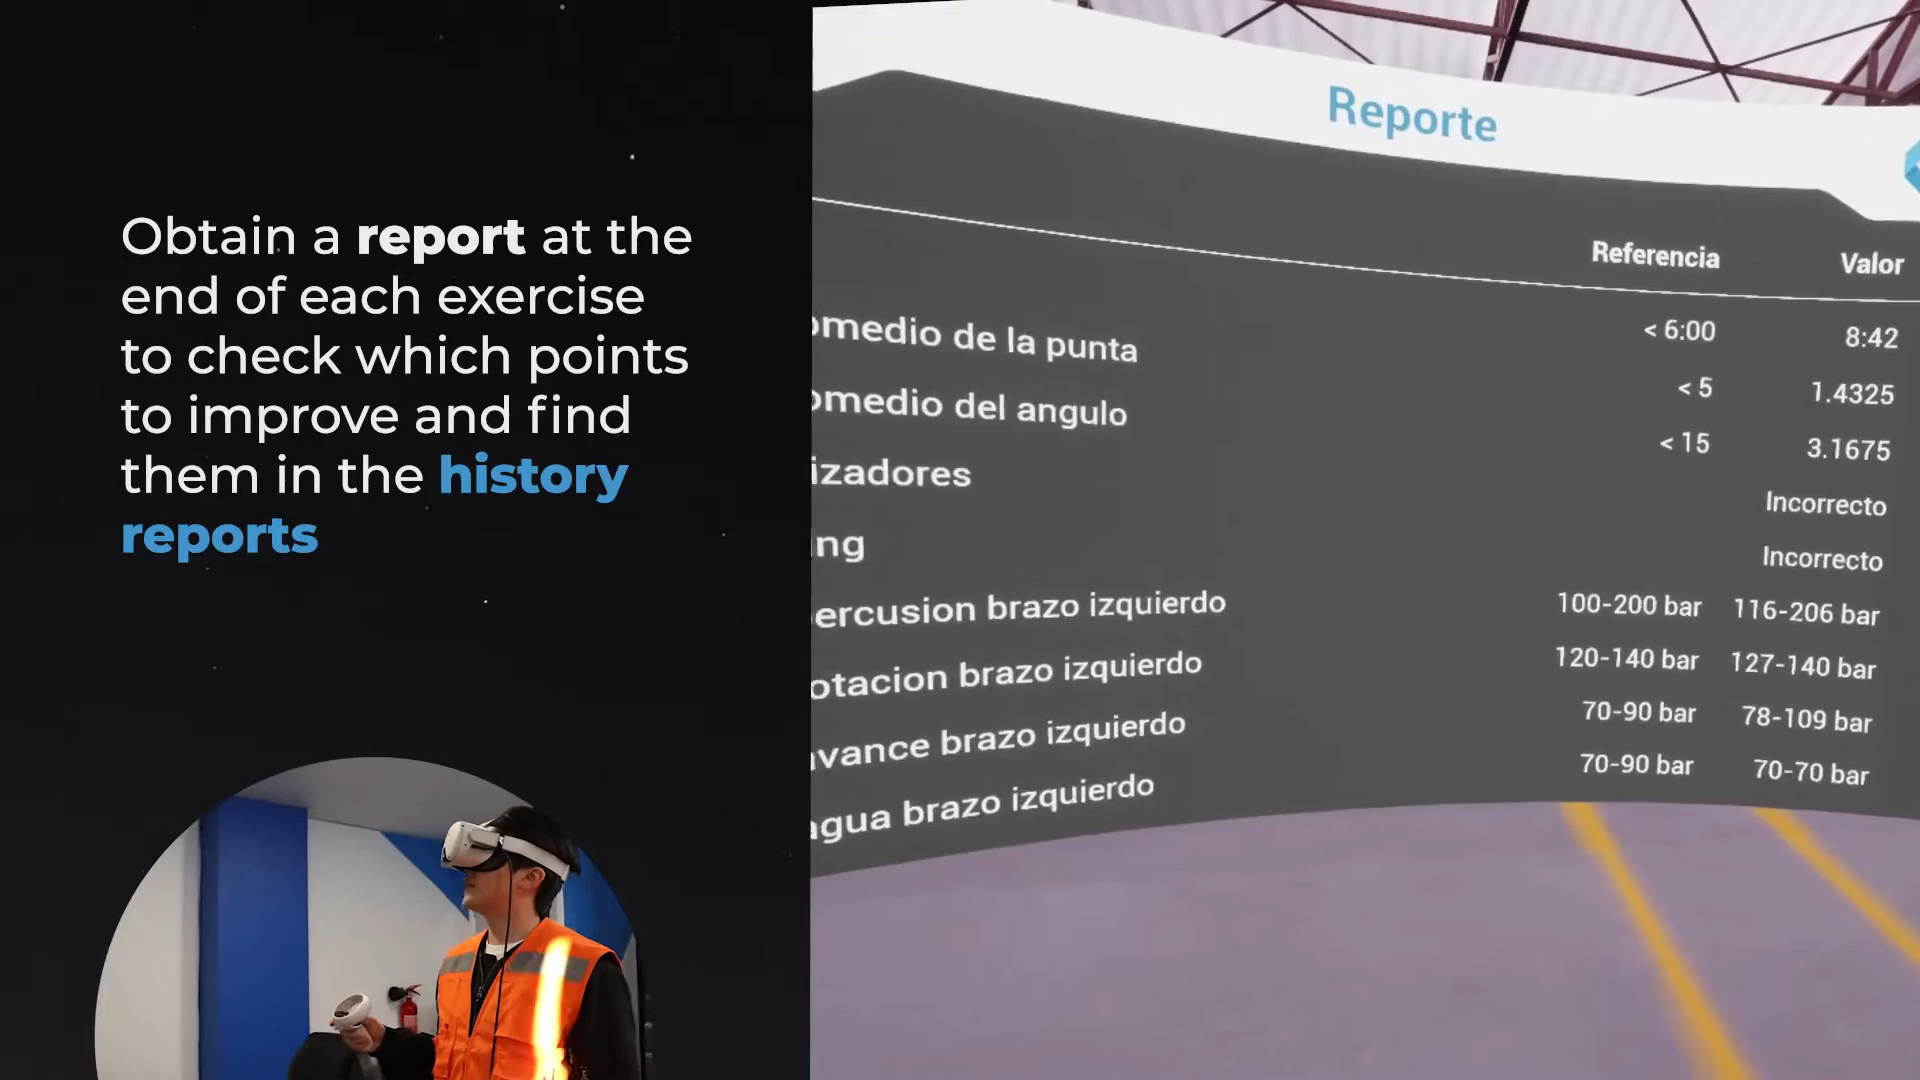 Obtain a report at the
end of each exercise
to check which points
to improve and find
them in the history
reports
Reporte
Referencia Valor
< 6:00 8:42
omedio de la punta < 5 1.4325
omedio del angulo < 15 3.1675
izadores Incorrecto
ing Incorrecto
percusion brazo izquierdo 100-200 bar 116-206 bar
otacion brazo izquierdo 120-140 bar 127-140 bar
avance brazo izquierdo 70-90 bar 78-109 bar
agua brazo izquierdo 70-90 bar 70-70 bar